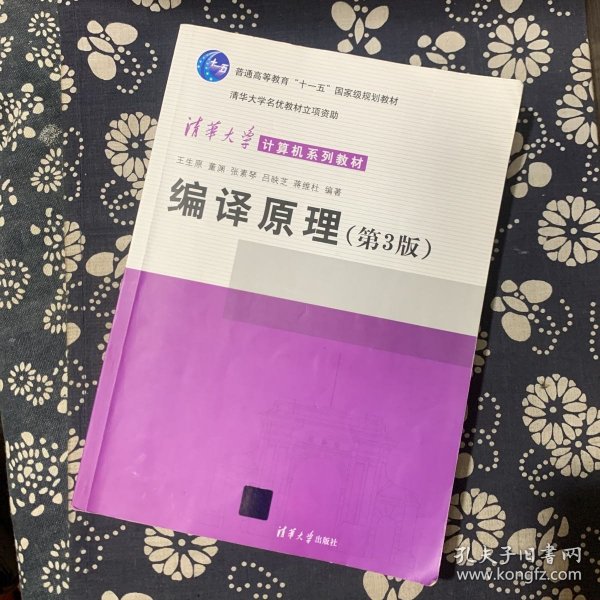 十一五
普通高等教育“十一五”国家级规划教材
清华大学名优教材立项资助
清华大学 计算机系列教材
王生原 董渊 张素琴 吕映芝 蒋维杜 编著
编译原理(第3版)
清华大学出版社
孔夫子旧书网
www.kongfz.com